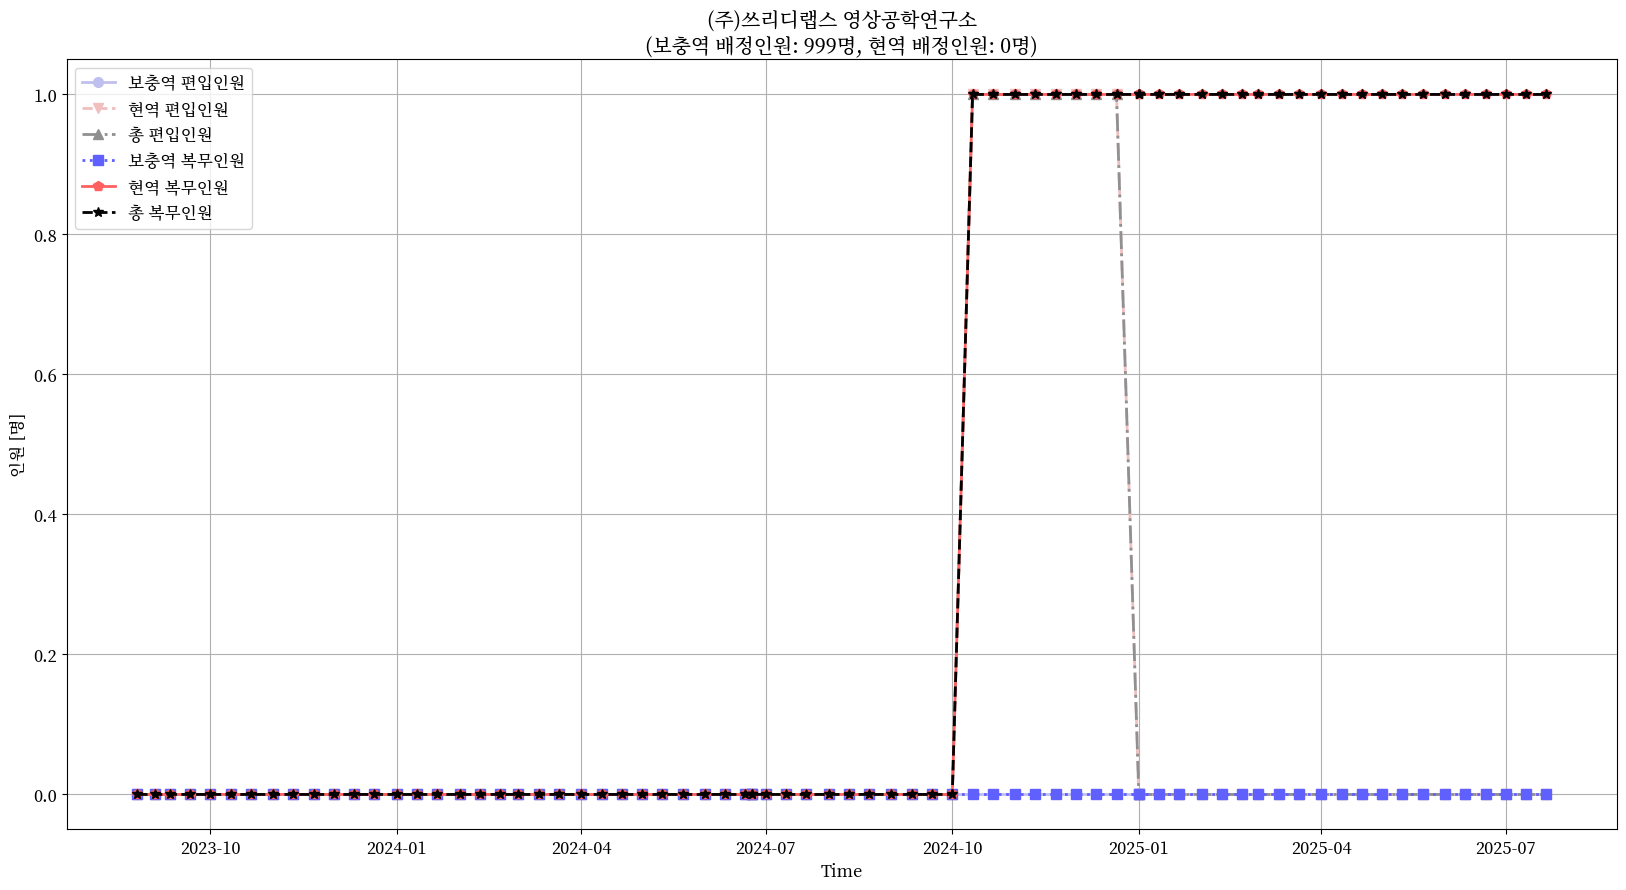 (주)쓰리디랩스 영상공학연구소
(보충역 배정인원: 999명, 현역 배정인원: 0명)
보충역 편입인원
현역 편입인원
총 편입인원
보충역 복무인원
현역 복무인원
총 복무인원
1.0
0.8
0.6
0.4
0.2
0.0
인원 [명]
2023-10
2024-01
2024-04
2024-07
2024-10
2025-01
2025-04
2025-07
Time